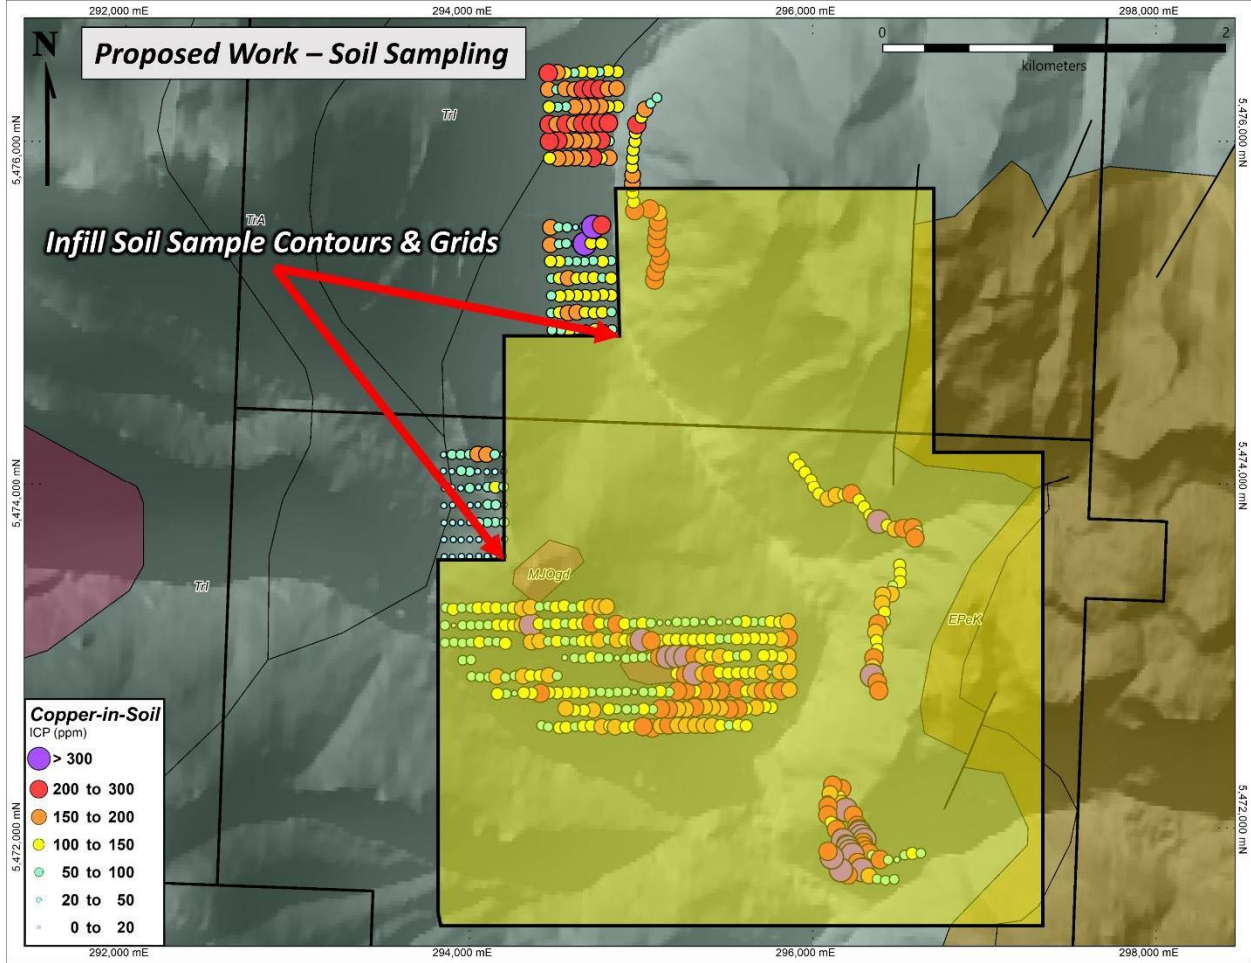 292,000 mE
294,000 mE
296,000 mE
298,000 mE
N
Proposed Work – Soil Sampling
0
2
kilometers
TrI
5,476,000 mN
5,476,000 mN
TrA
Infill Soil Sample Contours & Grids
5,474,000 mN
5,474,000 mN
MJOgd
TrI
EPeK
Copper-in-Soil
ICP (ppm)
> 300
200 to 300
150 to 200
100 to 150
50 to 100
20 to 50
0 to 20
5,472,000 mN
5,472,000 mN
292,000 mE
294,000 mE
296,000 mE
298,000 mE